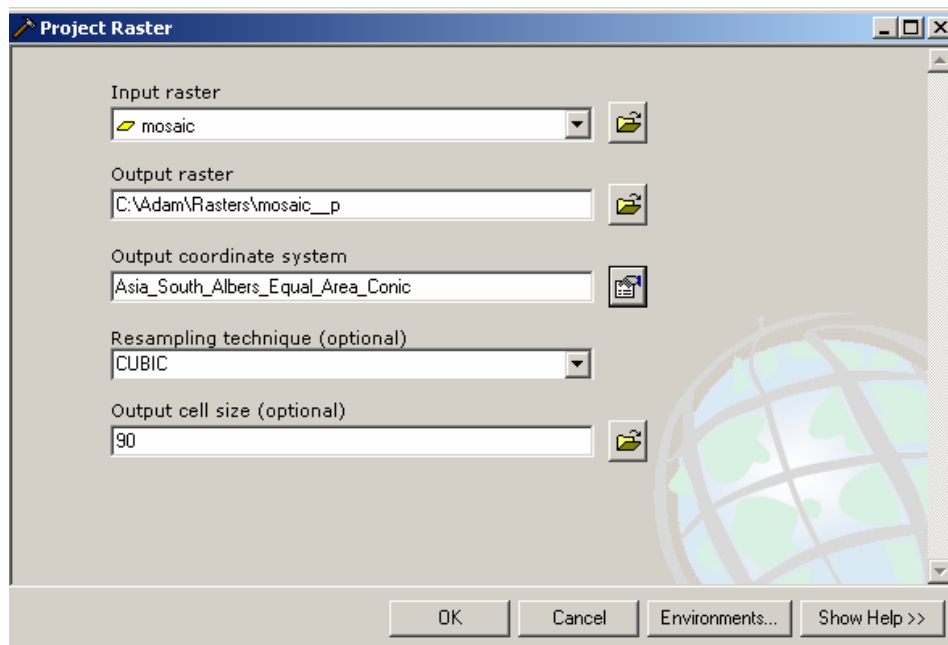 Project Raster
Input raster
mosaic
Output raster
C:\Adam\Rasters\mosaic__p
Output coordinate system
Asia_South_Albers_Equal_Area_Conic
Resampling technique (optional)
CUBIC
Output cell size (optional)
90
OK Cancel Environments... Show Help >>